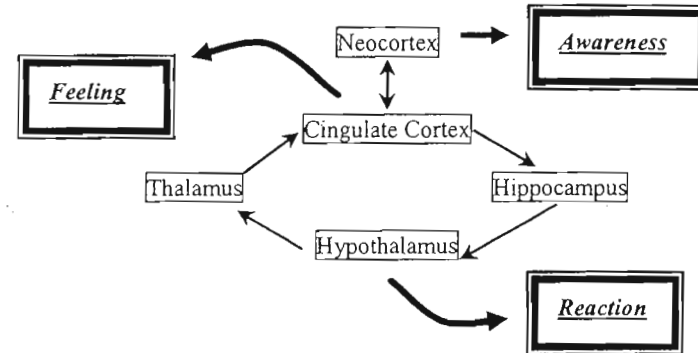 Neocortex
Awareness
Feeling
Cingulate Cortex
Thalamus
Hippocampus
Hypothalamus
Reaction